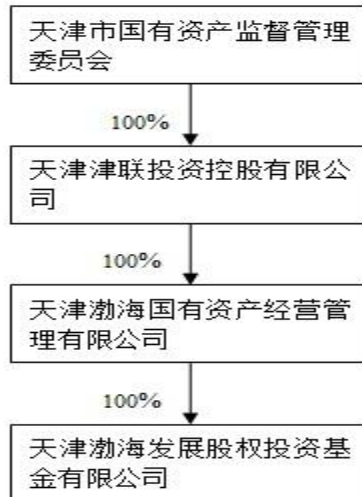 天津市国有资产监督管理
委员会
100%
天津津联投资控股有限公
司
100%
天津渤海国有资产经营管
理有限公司
100%
天津渤海发展股权投资基
金有限公司